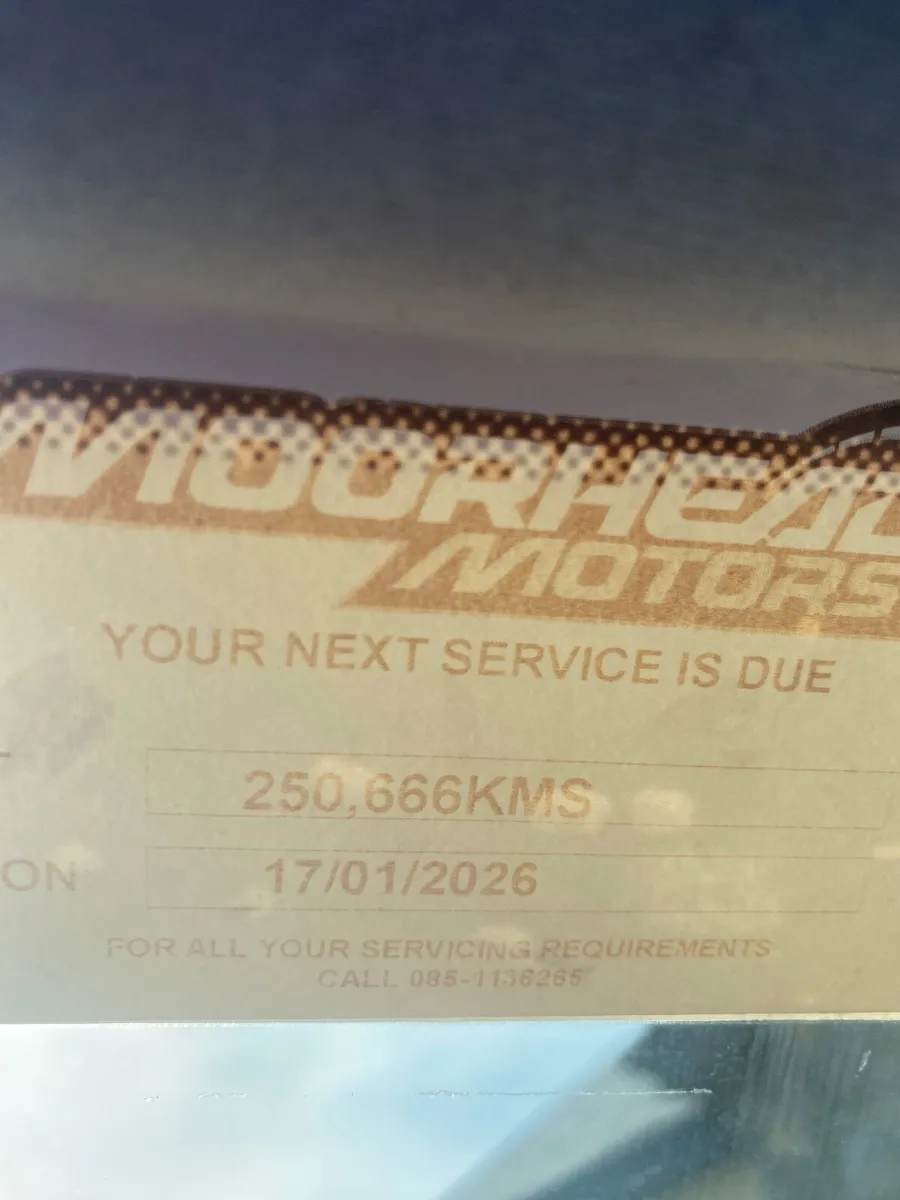 MOORHEAD
MOTORS
YOUR NEXT SERVICE IS DUE
250,666KMS
ON 17/01/2026
FOR ALL YOUR SERVICING REQUIREMENTS
CALL 085-1136265